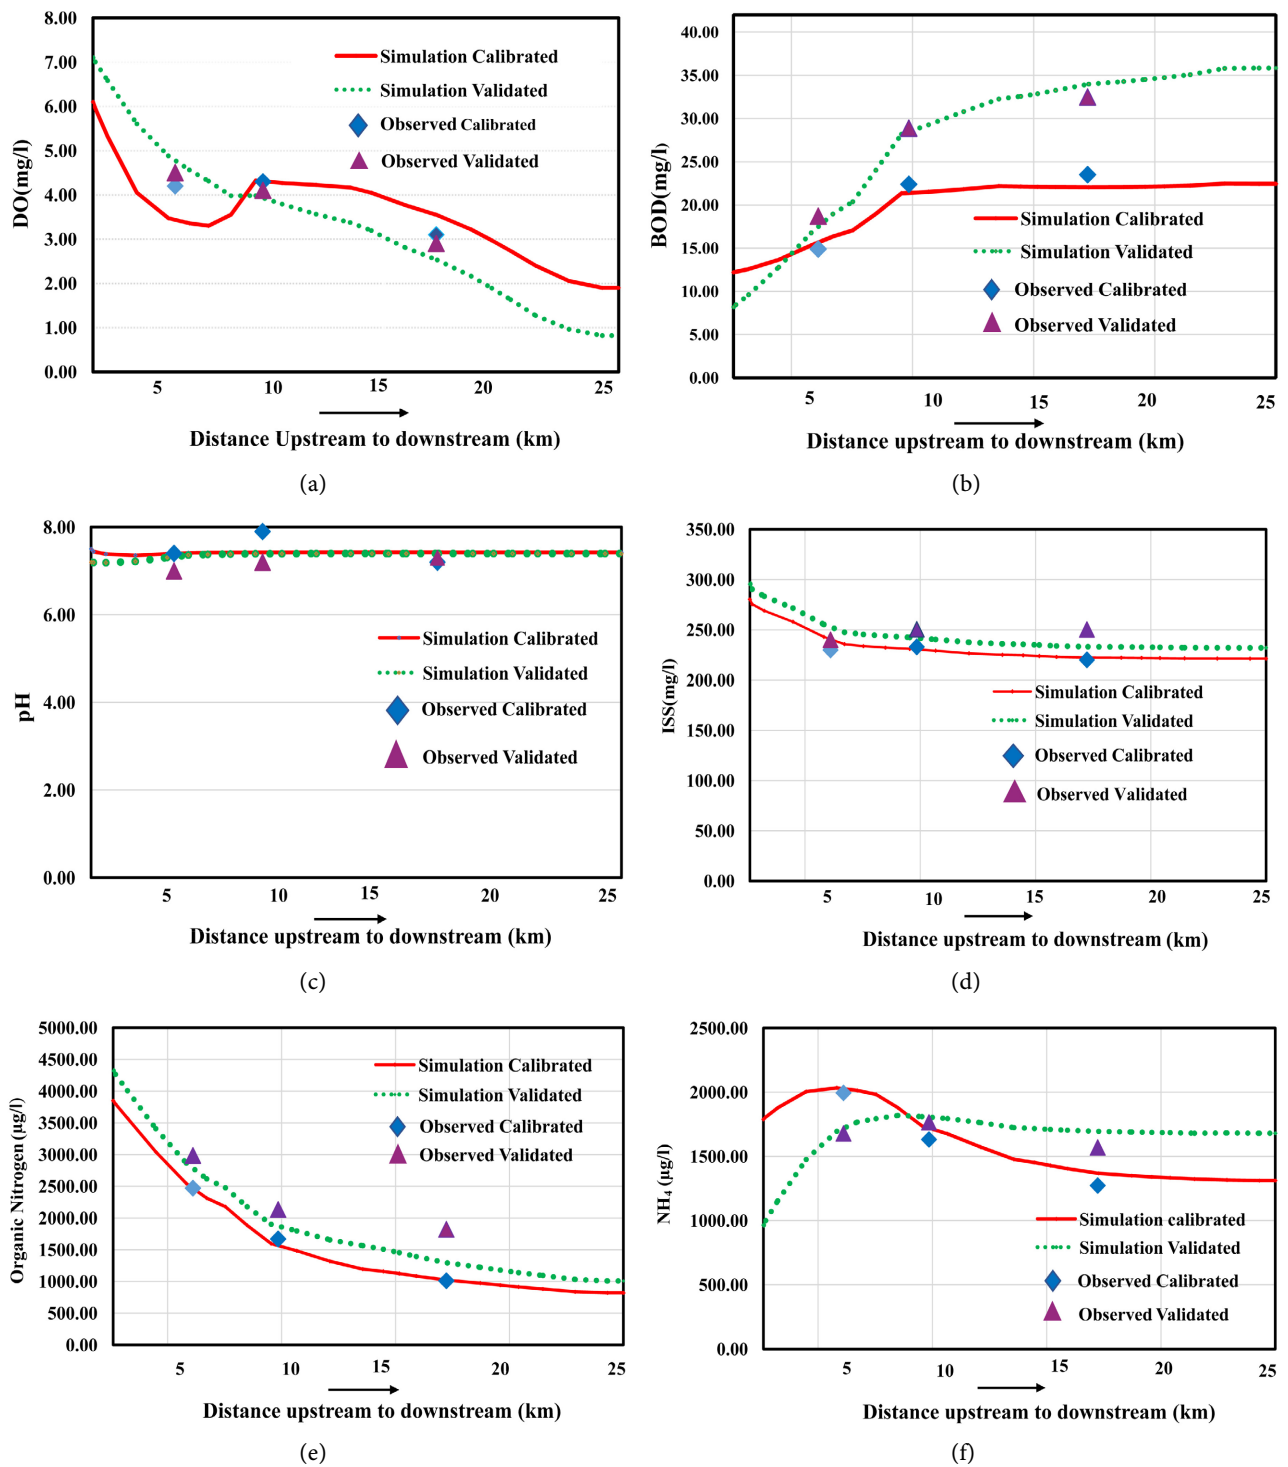 8.00
7.00
6.00
5.00
4.00
3.00
2.00
1.00
0.00
DO(mg/l)
Simulation Calibrated
Simulation Validated
Observed Calibrated
Observed Validated
5 10 15 20 25
Distance Upstream to downstream (km)
(a)
40.00
35.00
30.00
25.00
20.00
15.00
10.00
5.00
0.00
BOD(mg/l)
Simulation Calibrated
Simulation Validated
Observed Calibrated
Observed Validated
5 10 15 20 25
Distance upstream to downstream (km)
(b)
8.00
6.00
4.00
2.00
0.00
pH
Simulation Calibrated
Simulation Validated
Observed Calibrated
Observed Validated
5 10 15 20 25
Distance upstream to downstream (km)
(c)
350.00
300.00
250.00
200.00
150.00
100.00
50.00
0.00
ISS(mg/l)
Simulation Calibrated
Simulation Validated
Observed Calibrated
Observed Validated
5 10 15 20 25
Distance upstream to downstream (km)
(d)
5000.00
4500.00
4000.00
3500.00
3000.00
2500.00
2000.00
1500.00
1000.00
500.00
0.00
Organic Nitrogen (µg/l)
Simulation Calibrated
Simulation Validated
Observed Calibrated
Observed Validated
5 10 15 20 25
Distance upstream to downstream (km)
(e)
2500.00
2000.00
1500.00
1000.00
500.00
0.00
NH₄ (µg/l)
Simulation calibrated
Simulation Validated
Observed Calibrated
Observed Validated
5 10 15 20 25
Distance upstream to downstream (km)
(f)